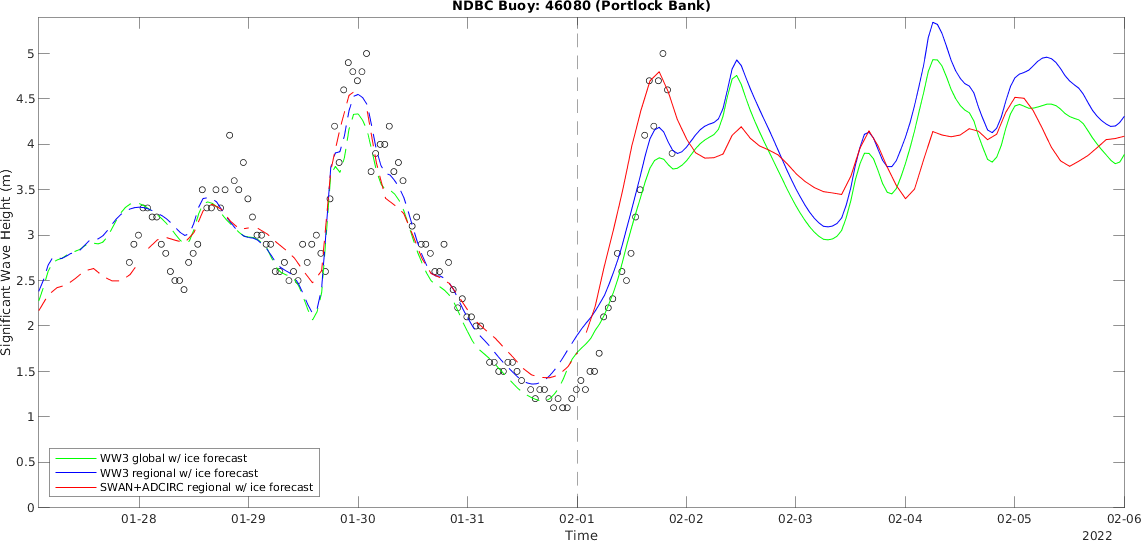 NDBC Buoy: 46080 (Portlock Bank)
5
4.5
4
3.5
3
2.5
2
1.5
1
0.5
0
Significant Wave Height (m)
WW3 global w/ ice forecast
WW3 regional w/ ice forecast
SWAN+ADCIRC regional w/ ice forecast
01-28 01-29 01-30 01-31 02-01 02-02 02-03 02-04 02-05 02-06
Time
2022